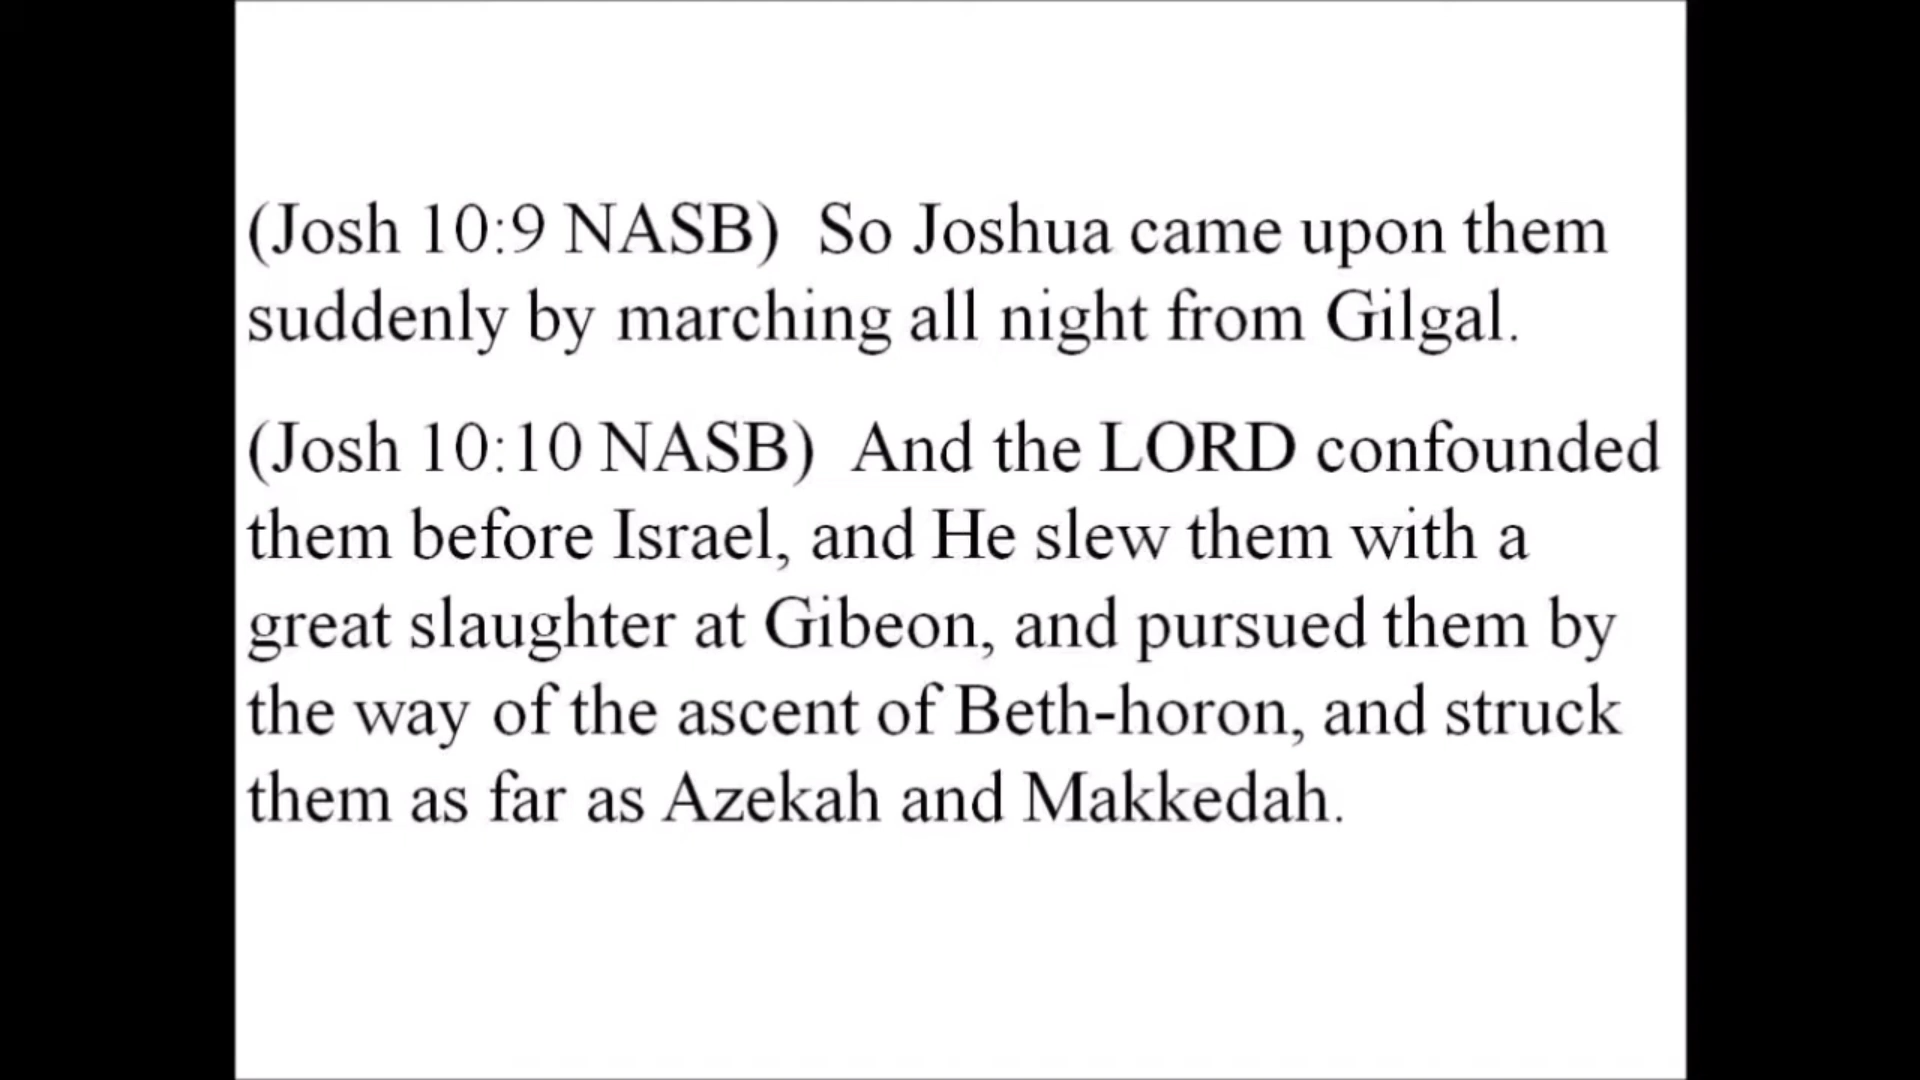 (Josh 10:9 NASB)  So Joshua came upon them
suddenly by marching all night from Gilgal.
(Josh 10:10 NASB)  And the LORD confounded
them before Israel, and He slew them with a
great slaughter at Gibeon, and pursued them by
the way of the ascent of Beth-horon, and struck
them as far as Azekah and Makkedah.